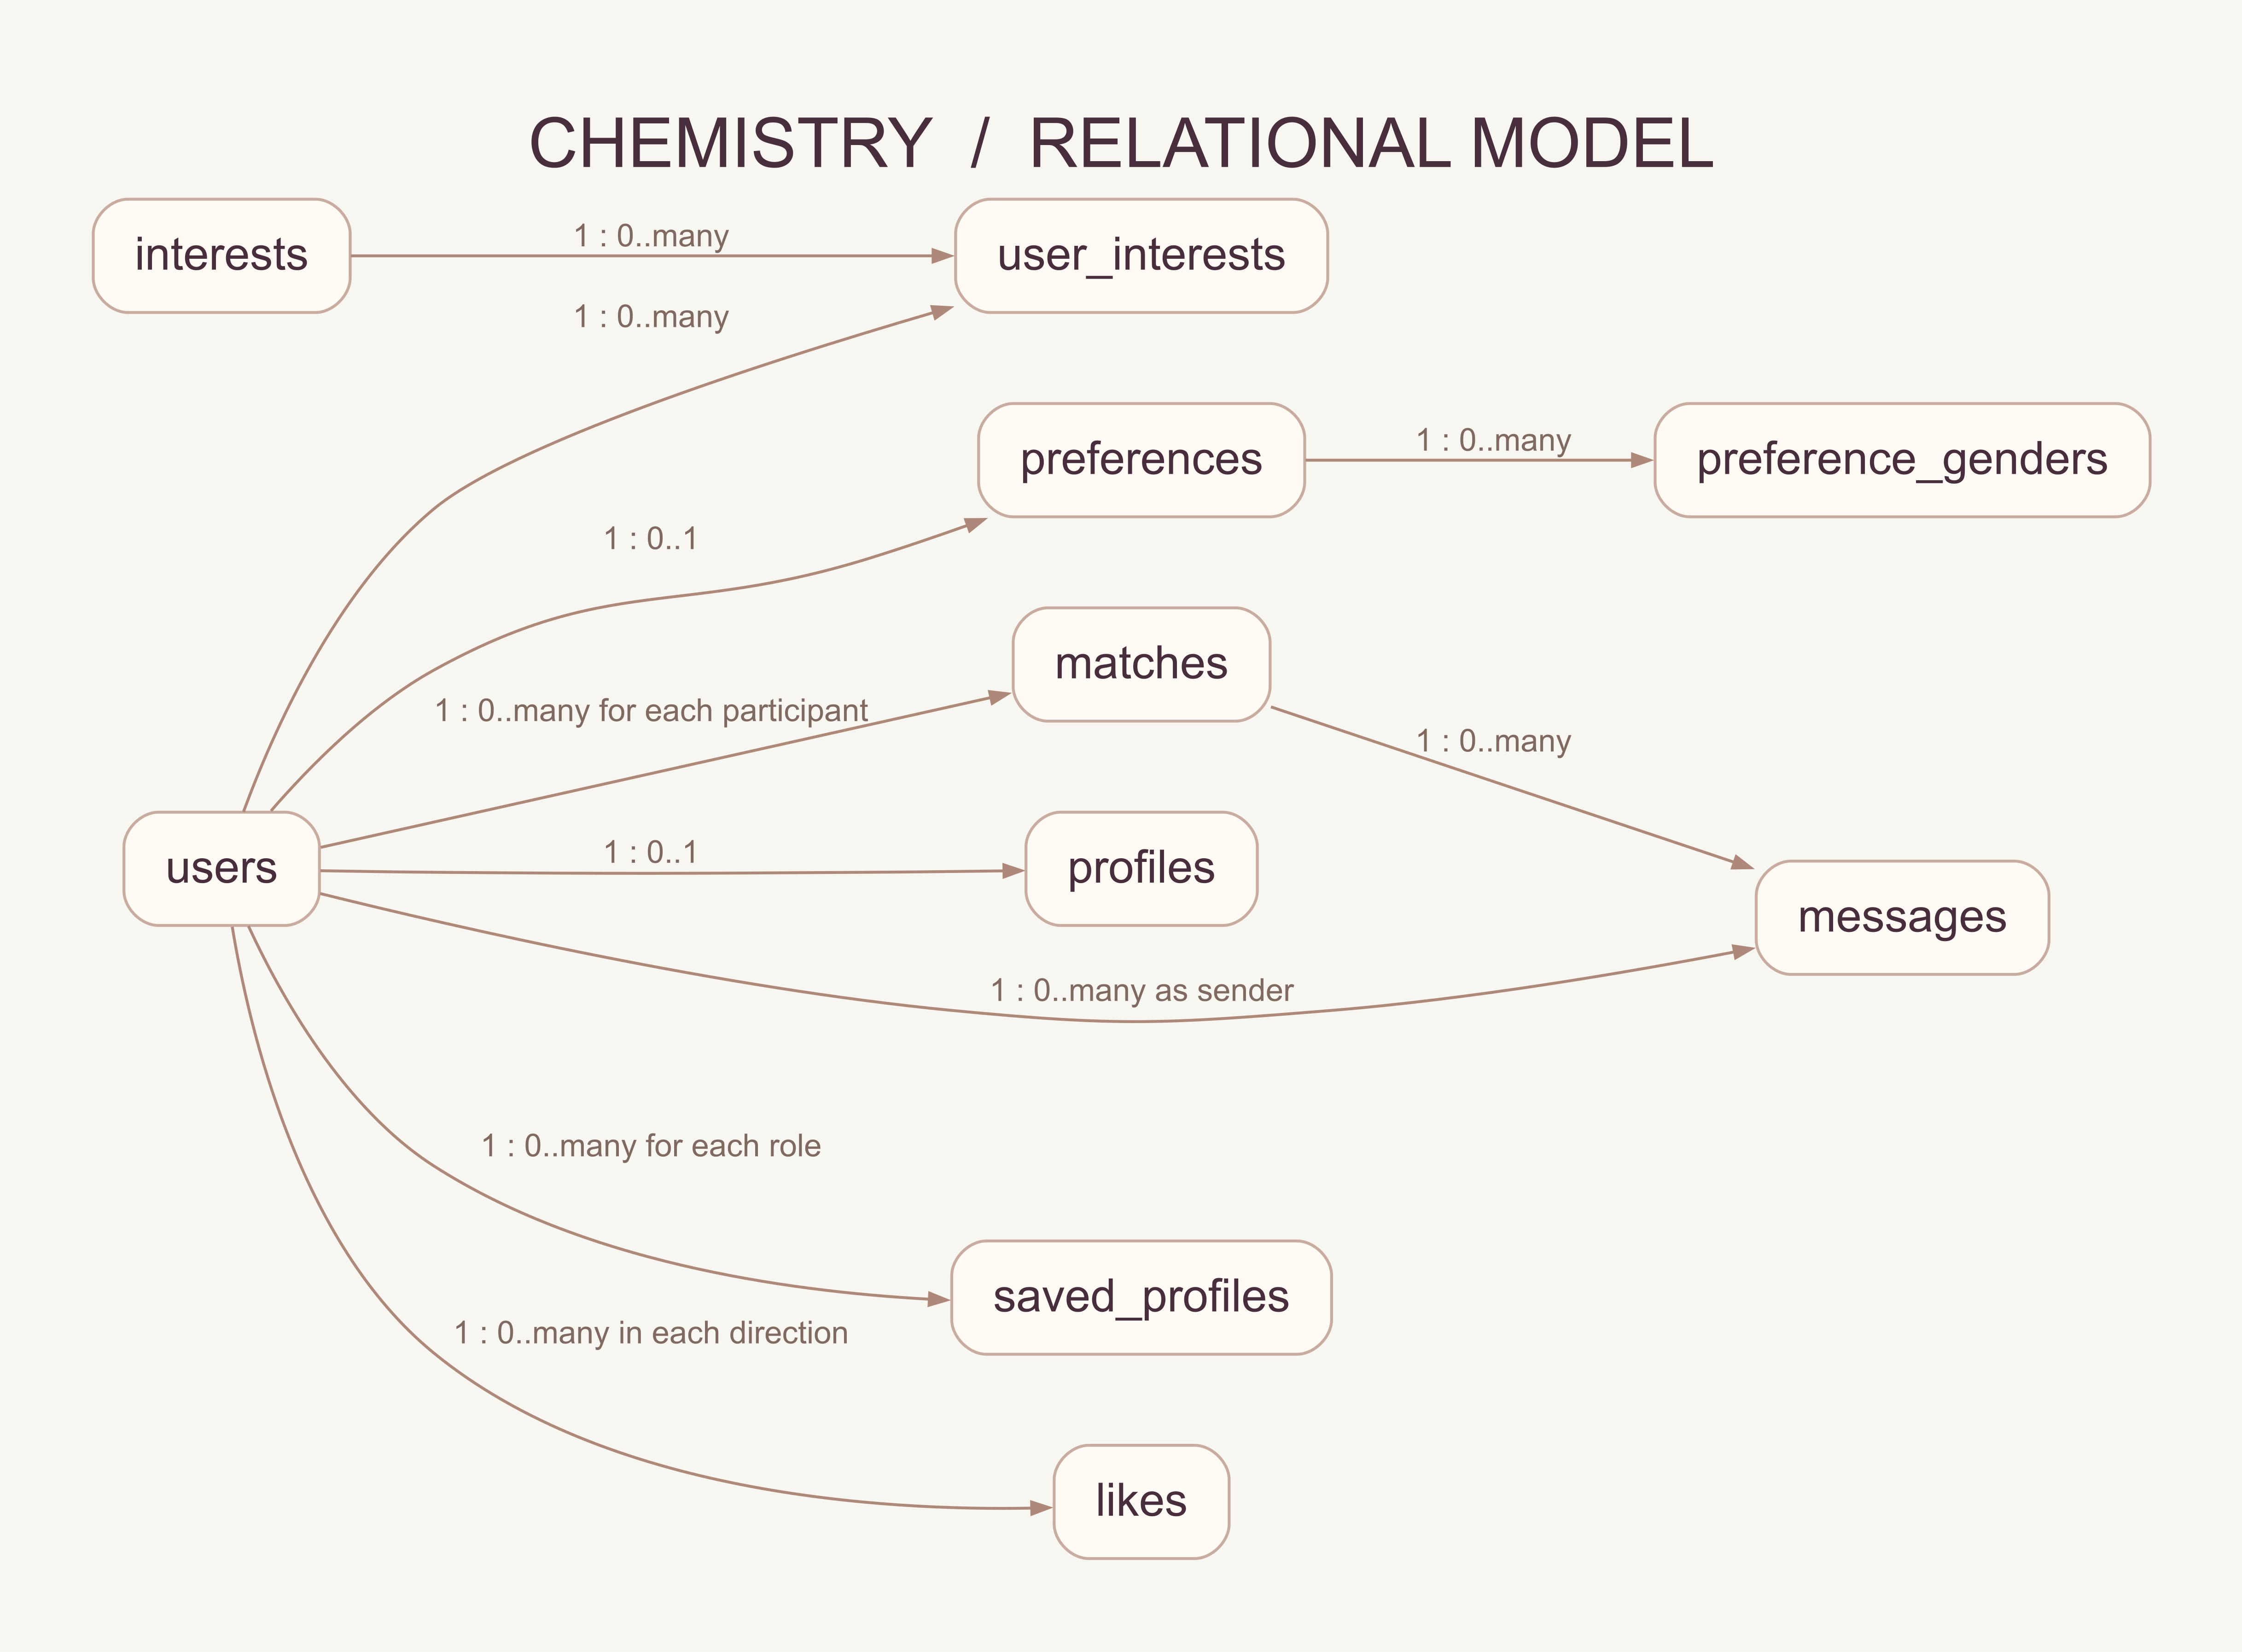 CHEMISTRY / RELATIONAL MODEL
interests
1 : 0..many
user_interests
1 : 0..many
preferences
1 : 0..many
preference_genders
1 : 0..1
matches
1 : 0..many for each participant
1 : 0..many
users
1 : 0..1
profiles
messages
1 : 0..many as sender
1 : 0..many for each role
saved_profiles
1 : 0..many in each direction
likes